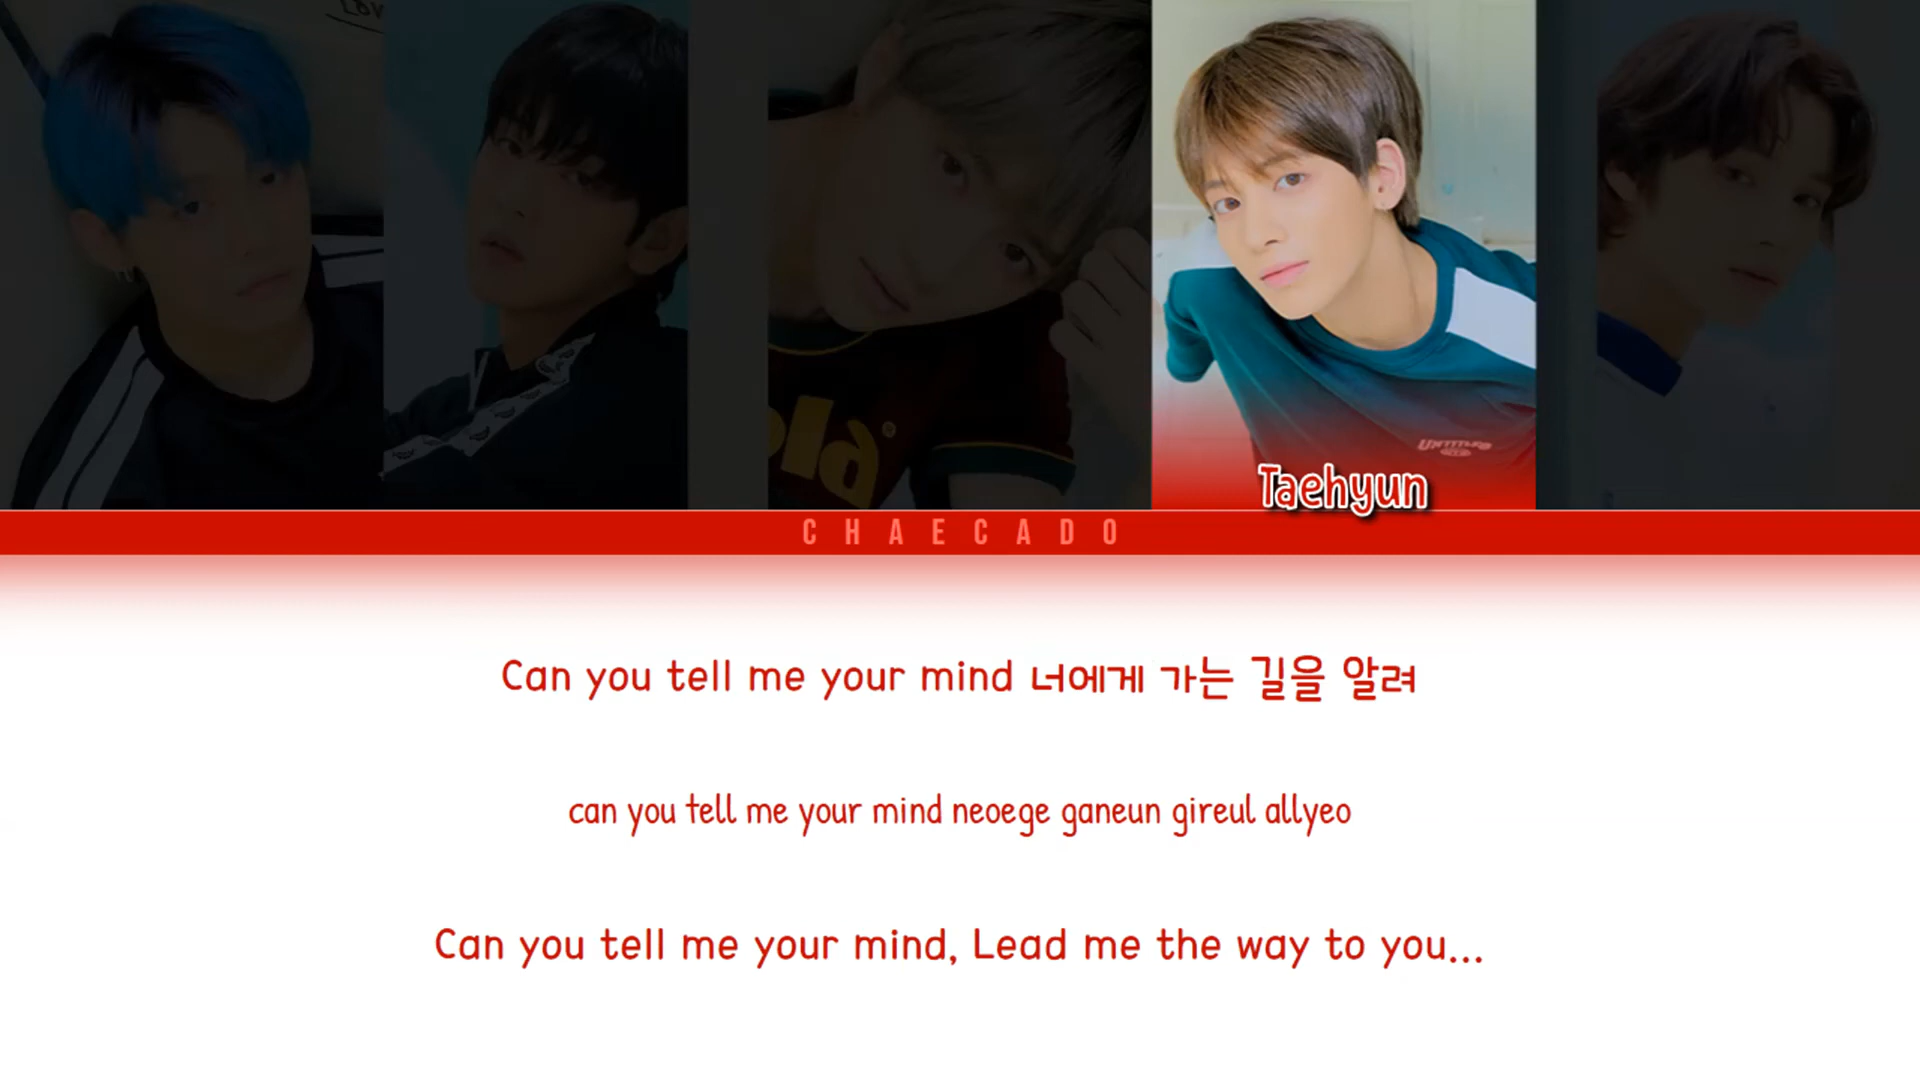 LOV
ola®
Taehyun
CHAECADO
Can you tell me your mind 너에게 가는 길을 알려
can you tell me your mind neoege ganeun gireul allyeo
Can you tell me your mind, Lead me the way to you...